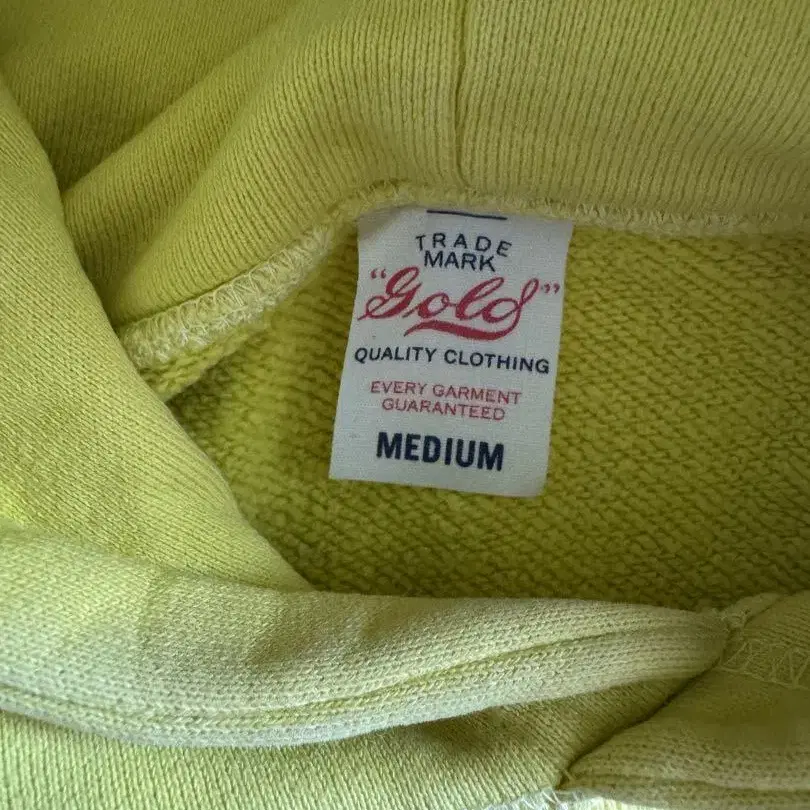 TRADE
MARK
"Gold"
QUALITY CLOTHING
EVERY GARMENT
GUARANTEED
MEDIUM